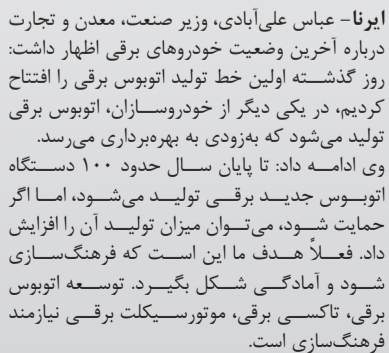 ایرنا- عباس علی‌آبادی، وزیر صنعت، معدن و تجارت
درباره آخرین وضعیت خودروهای برقی اظهار داشت:
روز گذشته اولین خط تولید اتوبوس برقی را افتتاح
کردیم، در یکی دیگر از خودروسازان، اتوبوس برقی
تولید می‌شود که به‌زودی به بهره‌برداری می‌رسد.
وی ادامه داد: تا پایان سال حدود ۱۰۰ دستگاه
اتوبوس جدید برقی تولید می‌شود، اما اگر
حمایت شود، می‌توان میزان تولید آن را افزایش
داد. فعلاً هدف ما این است که فرهنگ‌سازی
شود و آمادگی شکل بگیرد. توسعه اتوبوس
برقی، تاکسی برقی، موتورسیکلت برقی نیازمند
فرهنگ‌سازی است.